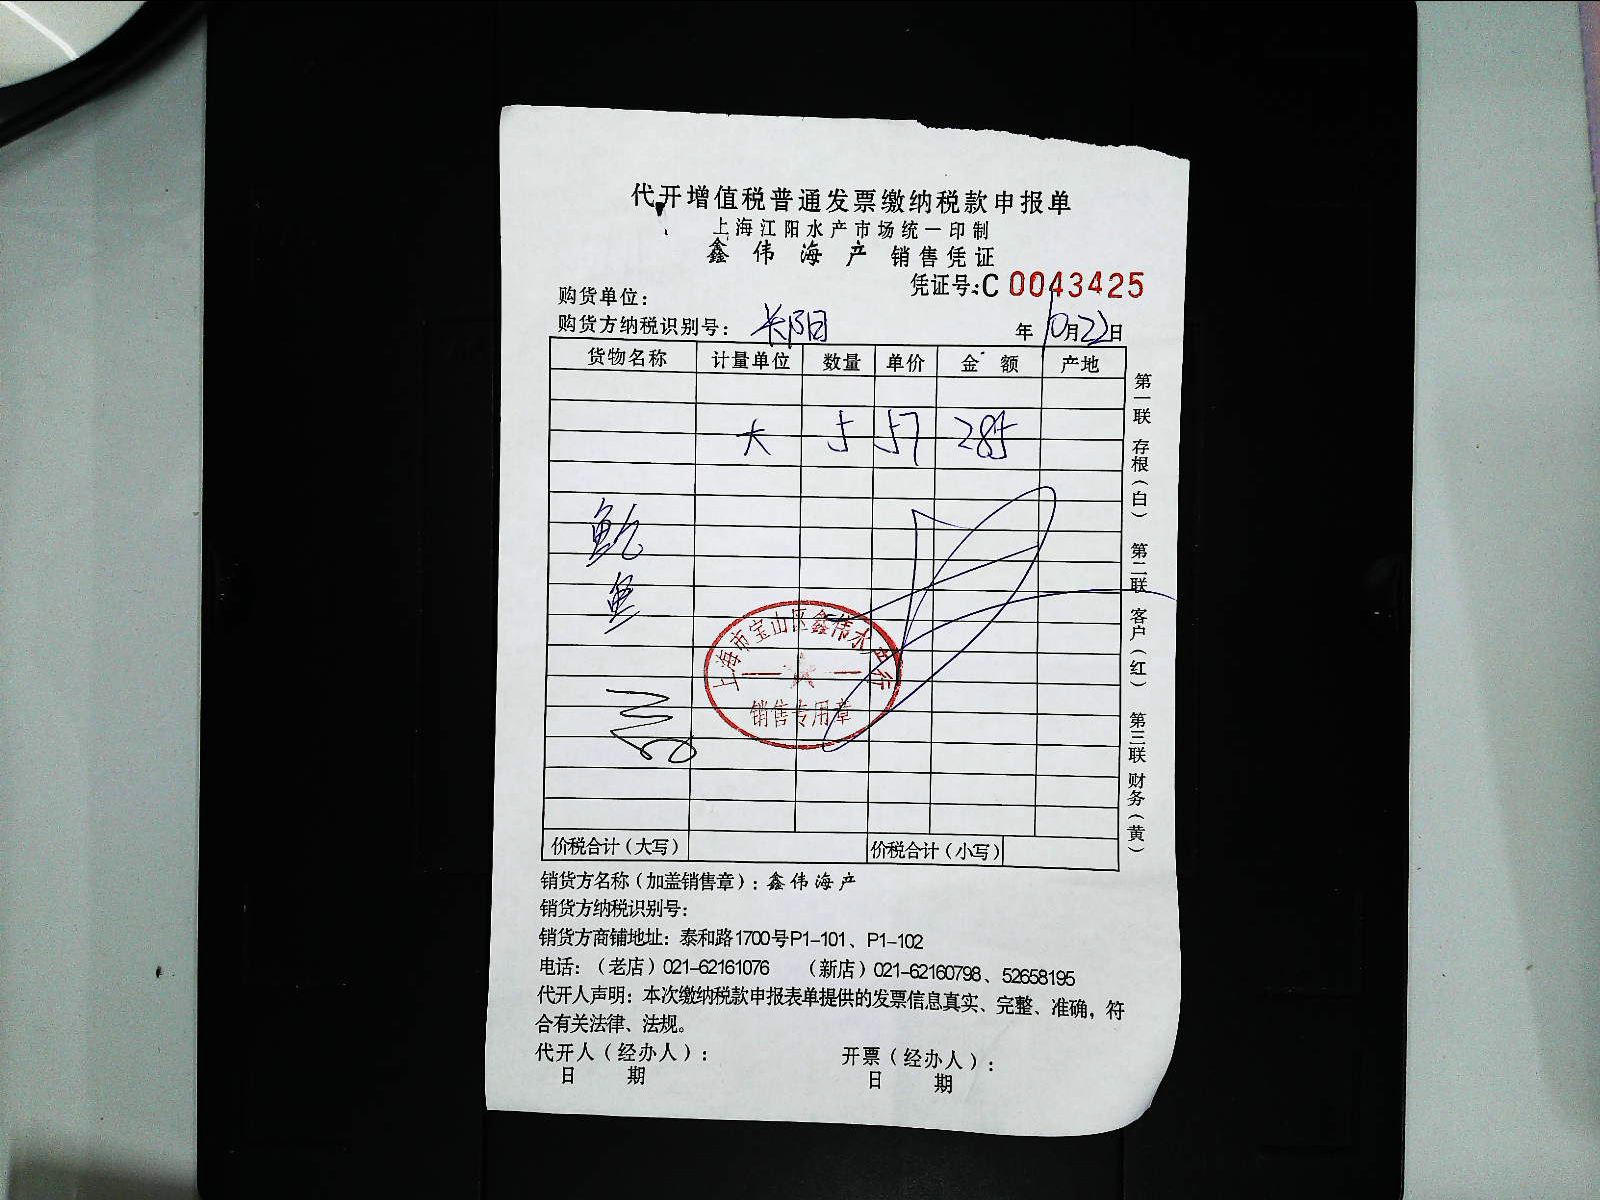 代开增值税普通发票缴纳税款申报单
上海江阳水产市场统一印制
鑫伟海产 销售凭证
凭证号:C 0043425
购货单位：
购货方纳税识别号： 长阳
年10月22日
货物名称 计量单位 数量 单价 金额 产地
大 5 57 285
鲍
鱼
上海市宝山区鑫伟水产行
销售专用章
价税合计（大写） 价税合计（小写）
第一联 存根（白） 第二联 客户（红） 第三联 财务（黄）
销货方名称（加盖销售章）：鑫伟海产
销货方纳税识别号：
销货方商铺地址：泰和路1700号P1-101、P1-102
电话：（老店）021-62161076 （新店）021-62160798、52658195
代开人声明：本次缴纳税款申报表单提供的发票信息真实、完整、准确，符
合有关法律、法规。
代开人（经办人）： 开票（经办人）：
日 期 日 期